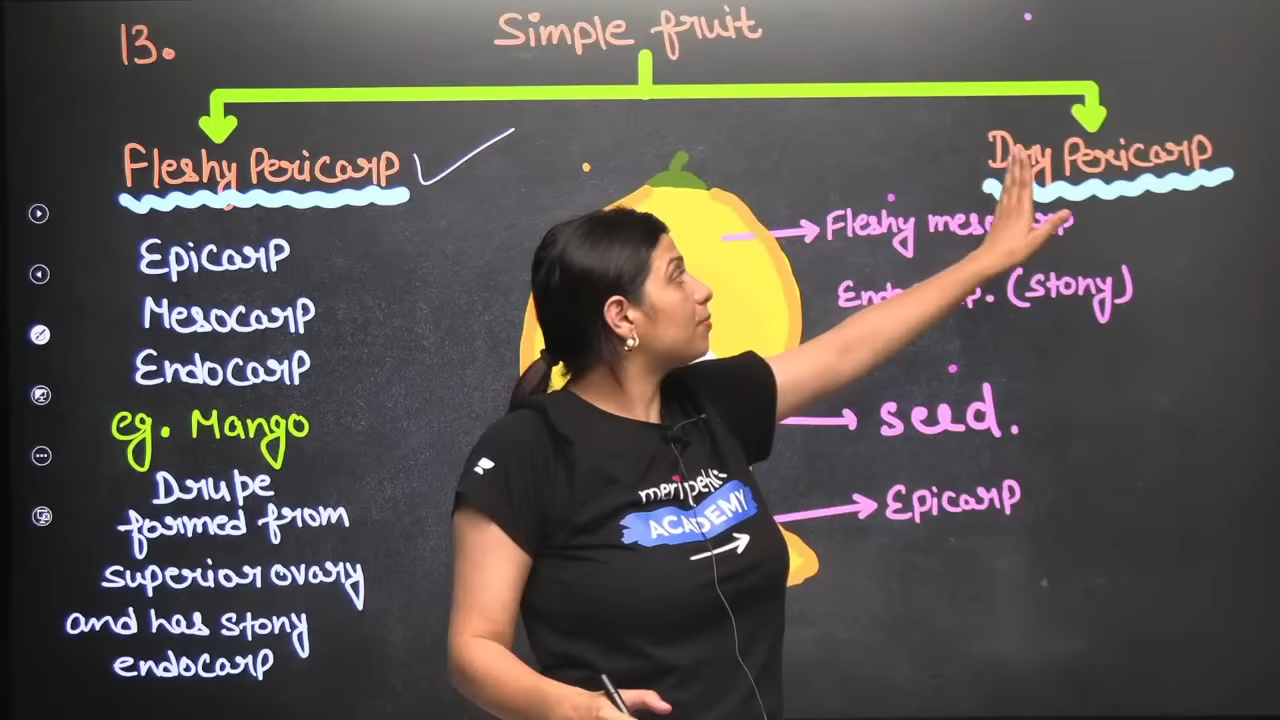 13.
Simple fruit
Fleshy Pericarp
Dry Pericarp
Epicarp
Mesocarp
Endocarp
eg. Mango
Drupe
formed from
superior ovary
and has stony
endocarp
Fleshy
(stony)
seed.
Epicarp
ACADEMY